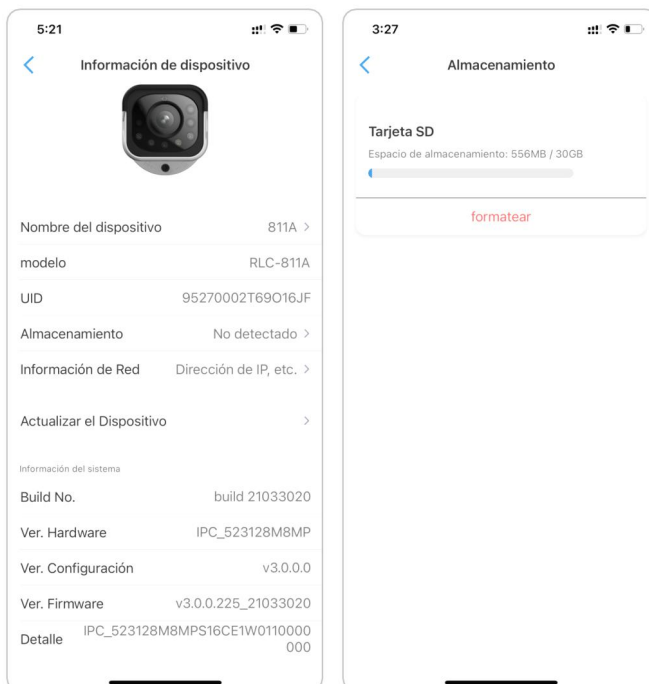 5:21
Información de dispositivo
Nombre del dispositivo 811A >
modelo RLC-811A
UID 95270002T69O16JF
Almacenamiento No detectado >
Información de Red Dirección de IP, etc. >
Actualizar el Dispositivo >
Información del sistema
Build No. build 21033020
Ver. Hardware IPC_523128M8MP
Ver. Configuración v3.0.0.0
Ver. Firmware v3.0.0.225_21033020
Detalle IPC_523128M8MPS16CE1W0110000
000
3:27
Almacenamiento
Tarjeta SD
Espacio de almacenamiento: 556MB / 30GB
formatear